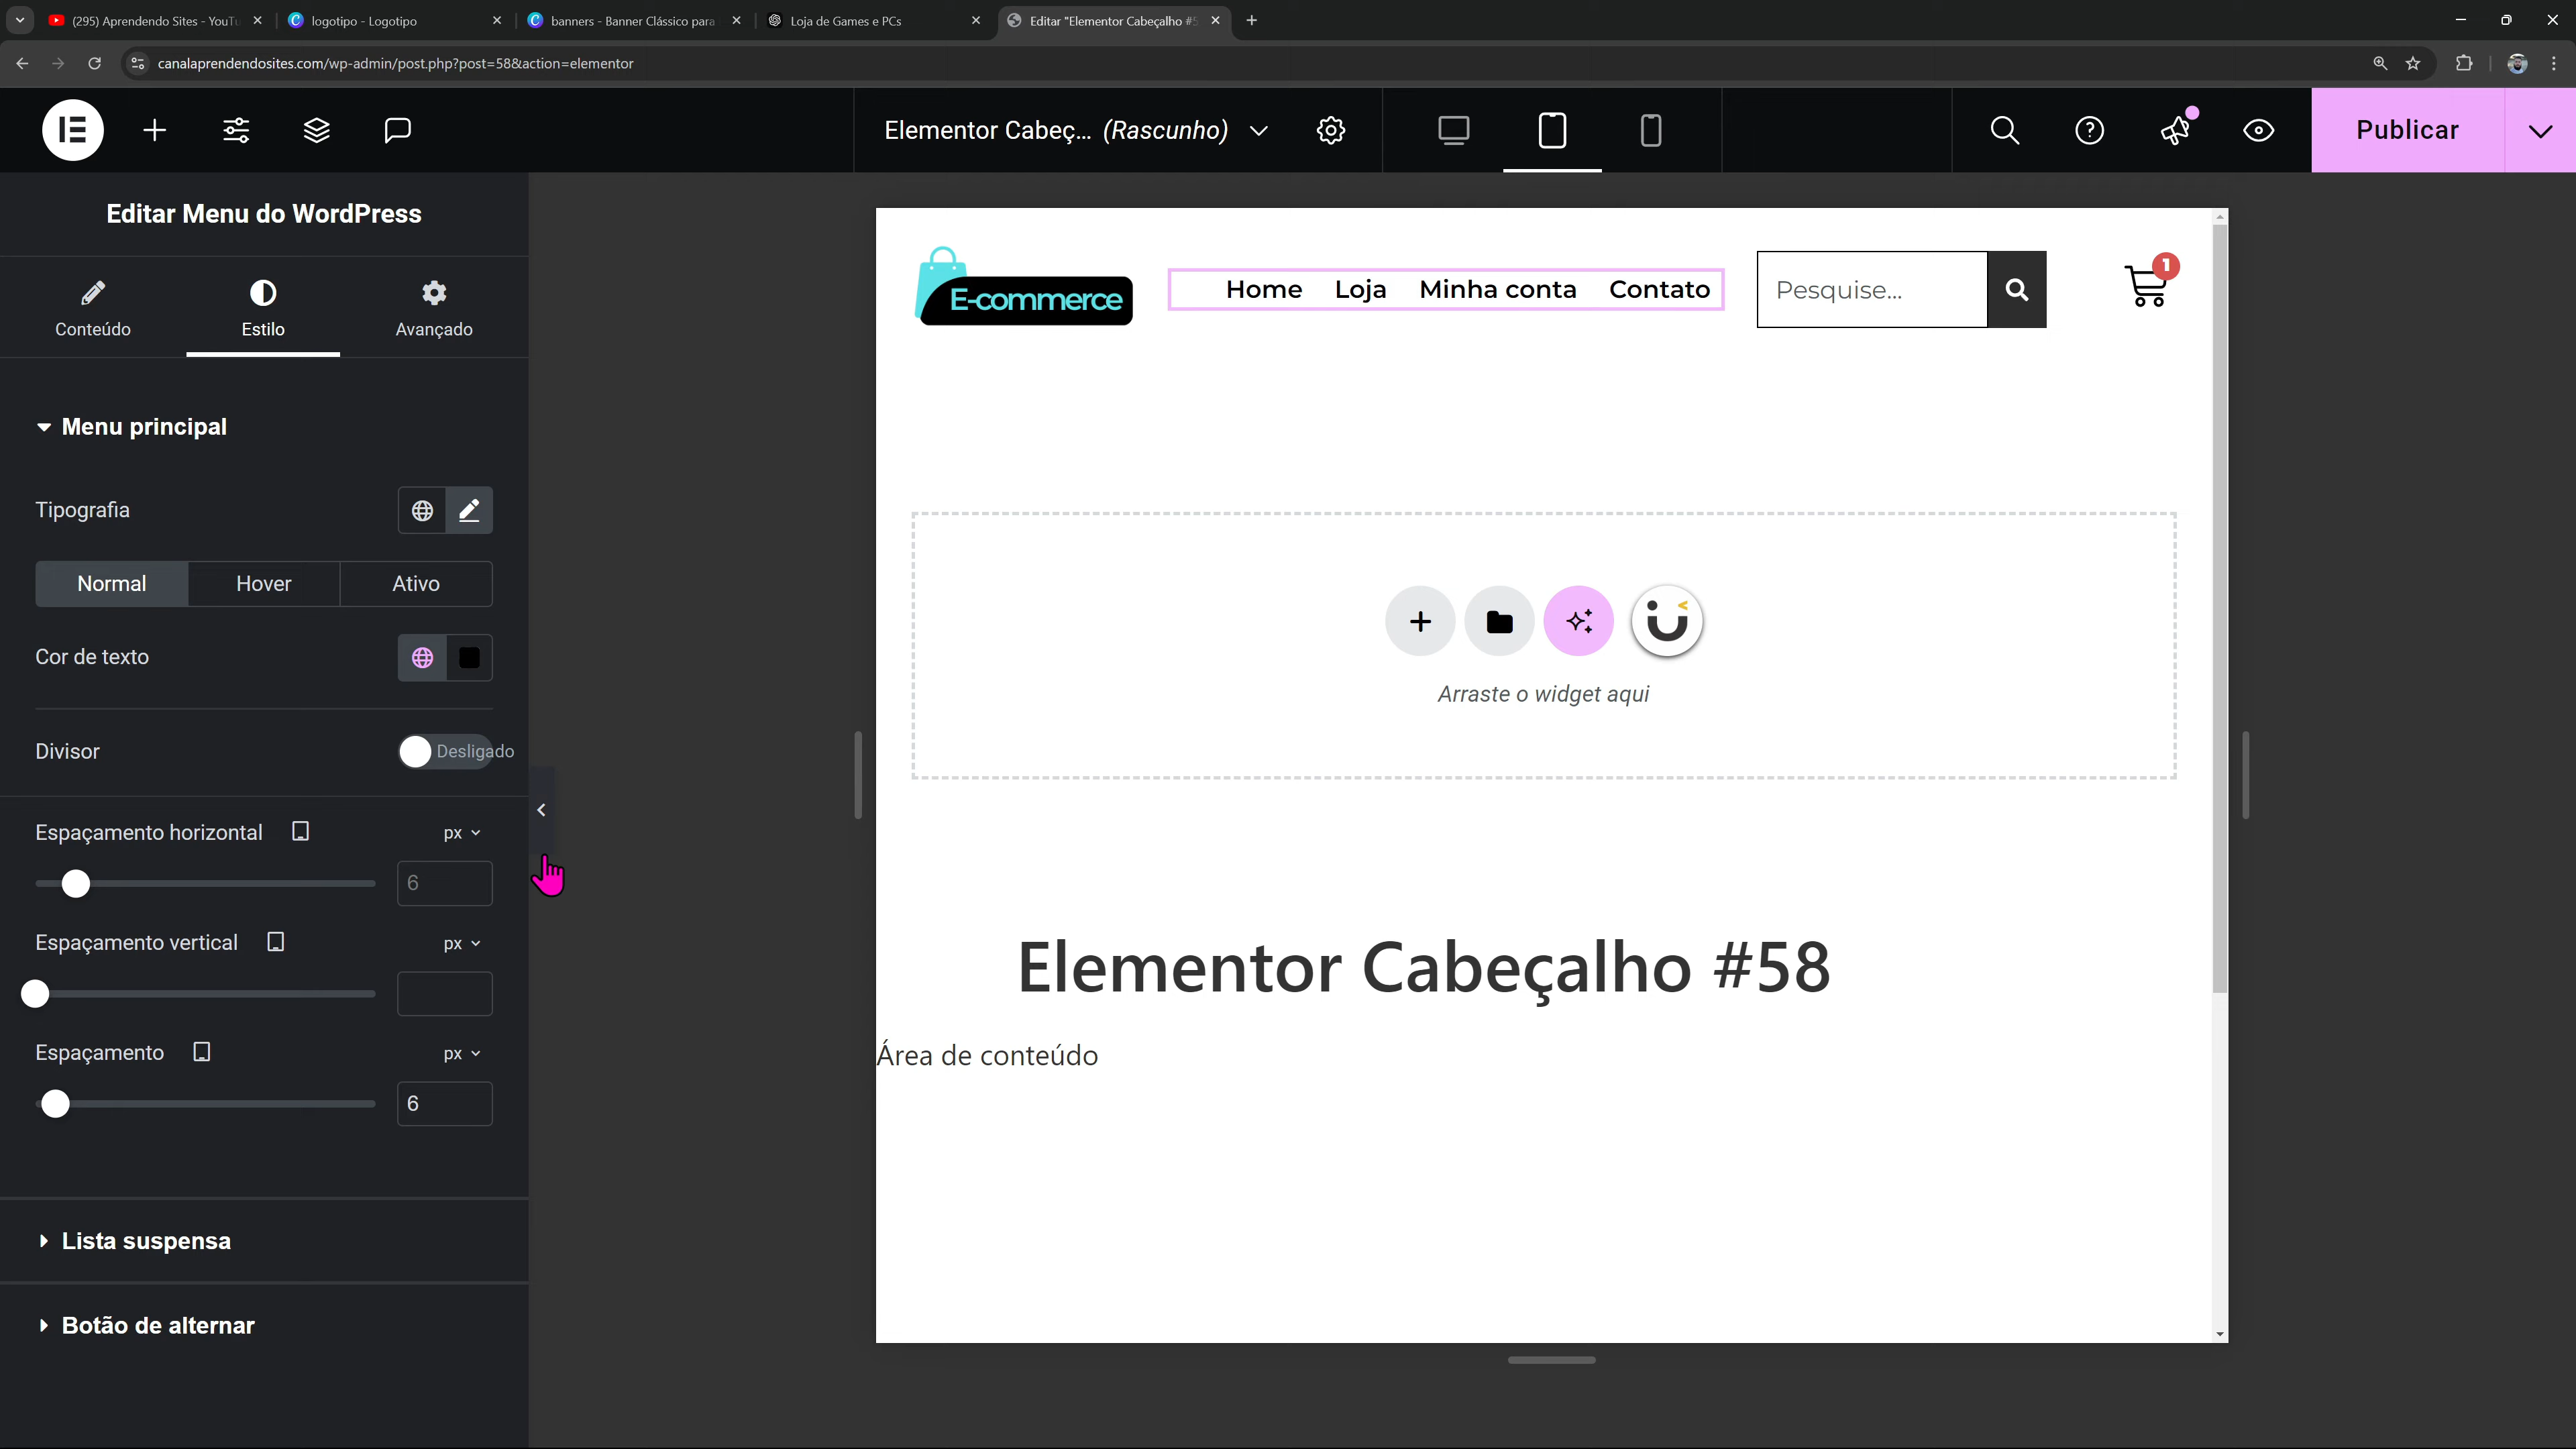 (295) Aprendendo Sites - YouTu
logotipo - Logotipo
banners - Banner Clássico para
Loja de Games e PCs
Editar "Elementor Cabeçalho #5
canalaprendendosites.com/wp-admin/post.php?post=58&action=elementor
Elementor Cabeç... (Rascunho)
Publicar
Editar Menu do WordPress
Conteúdo
Estilo
Avançado
Menu principal
Tipografia
Normal
Hover
Ativo
Cor de texto
Divisor
Desligado
Espaçamento horizontal
px
6
Espaçamento vertical
px
Espaçamento
px
6
Lista suspensa
Botão de alternar
E-commerce
Home
Loja
Minha conta
Contato
Pesquise...
1
Arraste o widget aqui
Elementor Cabeçalho #58
Área de conteúdo